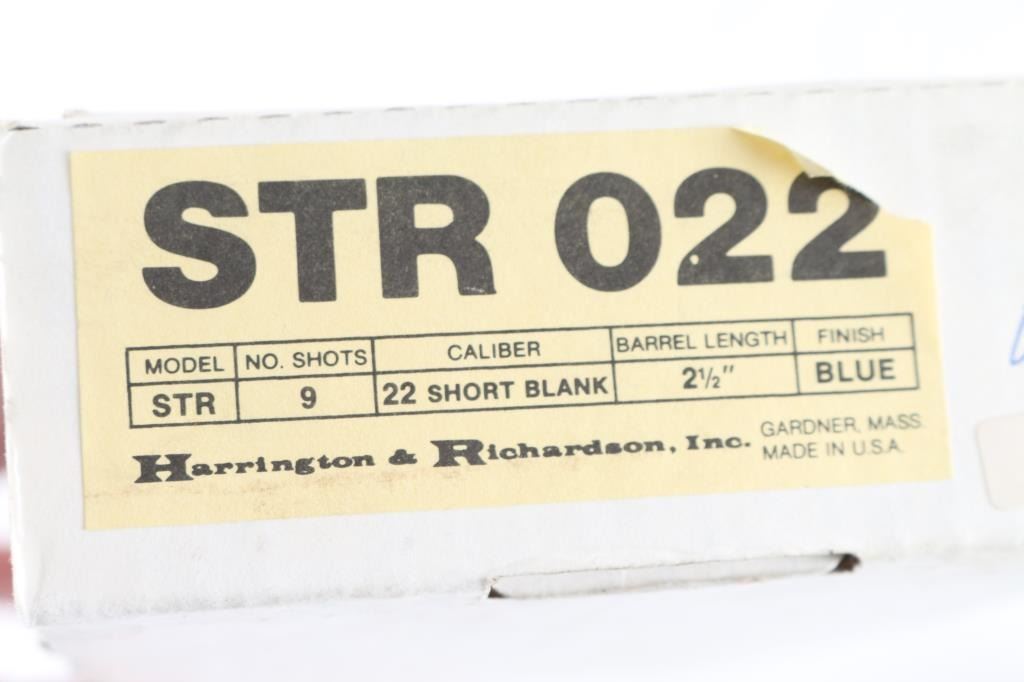 STR 022
MODEL NO. SHOTS CALIBER BARREL LENGTH FINISH
STR 9 22 SHORT BLANK 2½" BLUE
Harrington & Richardson, Inc. GARDNER, MASS.
MADE IN U.S.A.